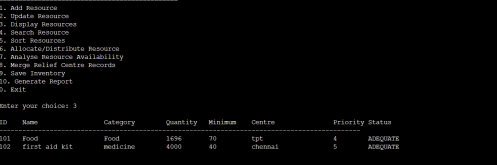 1. Add Resource
2. Update Resource
3. Display Resources
4. Search Resource
5. Sort Resources
6. Allocate/Distribute Resource
7. Analyse Resource Availability
8. Merge Relief Centre Records
9. Save Inventory
10. Generate Report
0. Exit
Enter your choice: 3
ID Name Category Quantity Minimum Centre Priority Status
101 Food Food 1696 70 tpt 4 ADEQUATE
102 first aid kit medicine 4000 40 chennai 5 ADEQUATE